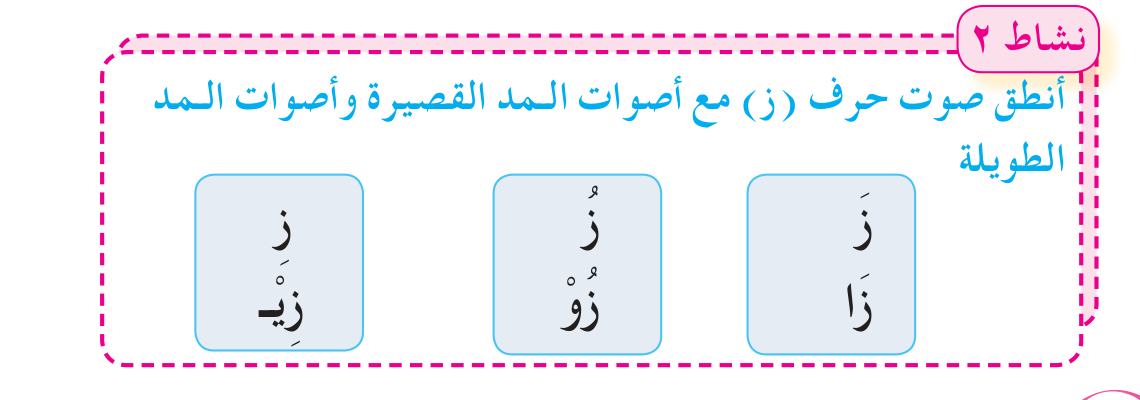 نشاط ٢
أنطق صوت حرف (ز) مع أصوات المد القصيرة وأصوات المد
الطويلة
زَ
زَا
زُ
زُوْ
زِ
زِيْـ